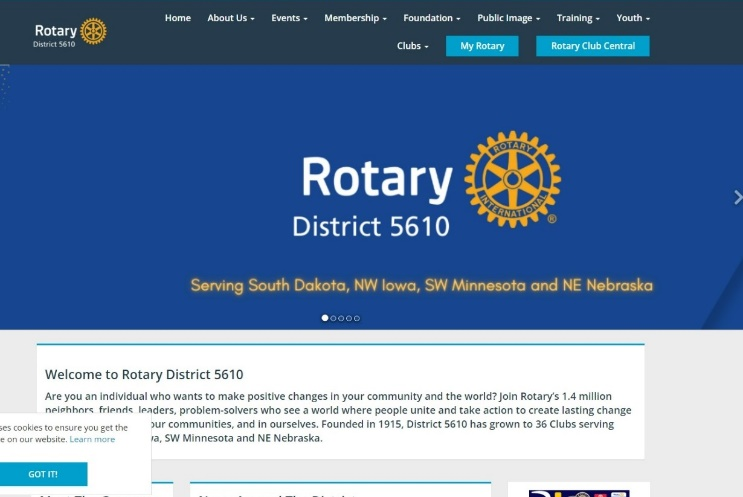 Home About Us Events Membership Foundation Public Image Training Youth
Rotary
District 5610
Clubs My Rotary Rotary Club Central
Rotary
ROTARY
INTERNATIONAL
®
District 5610
Serving South Dakota, NW Iowa, SW Minnesota and NE Nebraska
Welcome to Rotary District 5610
Are you an individual who wants to make positive changes in your community and the world? Join Rotary's 1.4 million
neighbors, friends, leaders, problem-solvers who see a world where people unite and take action to create lasting change
our communities, and in ourselves. Founded in 1915, District 5610 has grown to 36 Clubs serving
SW Minnesota and NE Nebraska.
ses cookies to ensure you get the
e on our website. Learn more
GOT IT!